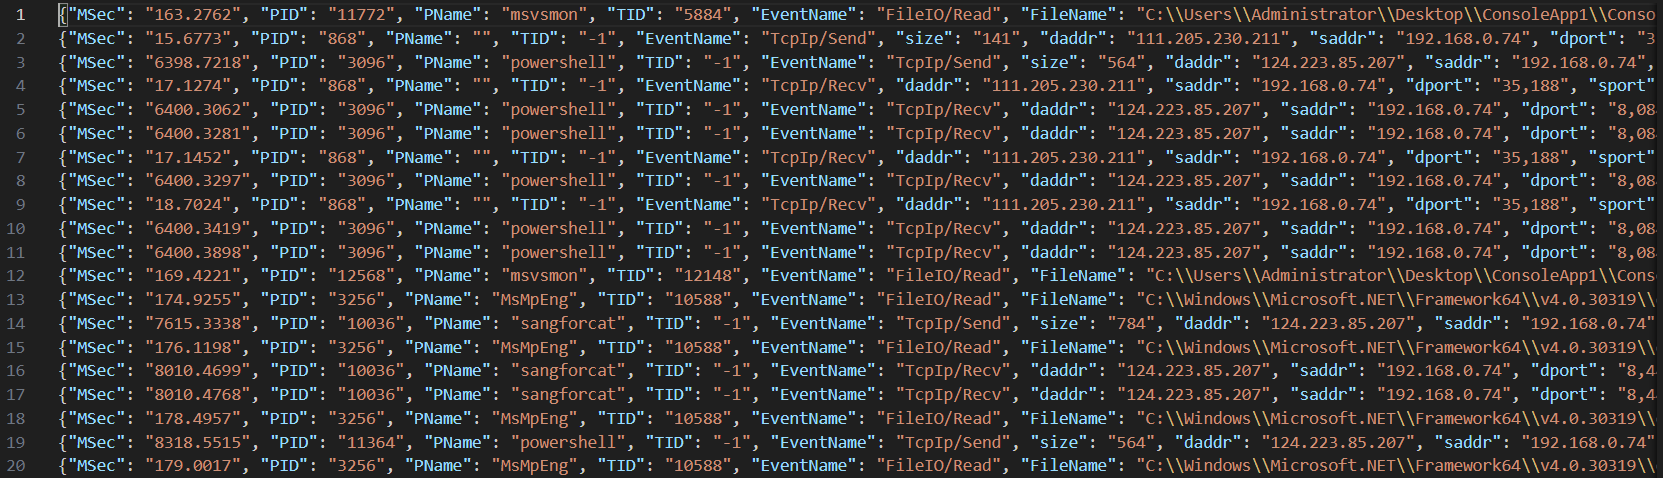 1 {"MSec": "163.2762", "PID": "11772", "PName": "msvsmon", "TID": "5884", "EventName": "FileIO/Read", "FileName": "C:\\Users\\Administrator\\Desktop\\ConsoleApp1\\Conso
2 {"MSec": "15.6773", "PID": "868", "PName": "", "TID": "-1", "EventName": "TcpIp/Send", "size": "141", "daddr": "111.205.230.211", "saddr": "192.168.0.74", "dport": "3
3 {"MSec": "6398.7218", "PID": "3096", "PName": "powershell", "TID": "-1", "EventName": "TcpIp/Send", "size": "564", "daddr": "124.223.85.207", "saddr": "192.168.0.74",
4 {"MSec": "17.1274", "PID": "868", "PName": "", "TID": "-1", "EventName": "TcpIp/Recv", "daddr": "111.205.230.211", "saddr": "192.168.0.74", "dport": "35,188", "sport"
5 {"MSec": "6400.3062", "PID": "3096", "PName": "powershell", "TID": "-1", "EventName": "TcpIp/Recv", "daddr": "124.223.85.207", "saddr": "192.168.0.74", "dport": "8,08
6 {"MSec": "6400.3281", "PID": "3096", "PName": "powershell", "TID": "-1", "EventName": "TcpIp/Recv", "daddr": "124.223.85.207", "saddr": "192.168.0.74", "dport": "8,08
7 {"MSec": "17.1452", "PID": "868", "PName": "", "TID": "-1", "EventName": "TcpIp/Recv", "daddr": "111.205.230.211", "saddr": "192.168.0.74", "dport": "35,188", "sport"
8 {"MSec": "6400.3297", "PID": "3096", "PName": "powershell", "TID": "-1", "EventName": "TcpIp/Recv", "daddr": "124.223.85.207", "saddr": "192.168.0.74", "dport": "8,08
9 {"MSec": "18.7024", "PID": "868", "PName": "", "TID": "-1", "EventName": "TcpIp/Recv", "daddr": "111.205.230.211", "saddr": "192.168.0.74", "dport": "35,188", "sport"
10 {"MSec": "6400.3419", "PID": "3096", "PName": "powershell", "TID": "-1", "EventName": "TcpIp/Recv", "daddr": "124.223.85.207", "saddr": "192.168.0.74", "dport": "8,08
11 {"MSec": "6400.3898", "PID": "3096", "PName": "powershell", "TID": "-1", "EventName": "TcpIp/Recv", "daddr": "124.223.85.207", "saddr": "192.168.0.74", "dport": "8,08
12 {"MSec": "169.4221", "PID": "12568", "PName": "msvsmon", "TID": "12148", "EventName": "FileIO/Read", "FileName": "C:\\Users\\Administrator\\Desktop\\ConsoleApp1\\Cons
13 {"MSec": "174.9255", "PID": "3256", "PName": "MsMpEng", "TID": "10588", "EventName": "FileIO/Read", "FileName": "C:\\Windows\\Microsoft.NET\\Framework64\\v4.0.30319\\
14 {"MSec": "7615.3338", "PID": "10036", "PName": "sangforcat", "TID": "-1", "EventName": "TcpIp/Send", "size": "784", "daddr": "124.223.85.207", "saddr": "192.168.0.74"
15 {"MSec": "176.1198", "PID": "3256", "PName": "MsMpEng", "TID": "10588", "EventName": "FileIO/Read", "FileName": "C:\\Windows\\Microsoft.NET\\Framework64\\v4.0.30319\\
16 {"MSec": "8010.4699", "PID": "10036", "PName": "sangforcat", "TID": "-1", "EventName": "TcpIp/Recv", "daddr": "124.223.85.207", "saddr": "192.168.0.74", "dport": "8,4
17 {"MSec": "8010.4768", "PID": "10036", "PName": "sangforcat", "TID": "-1", "EventName": "TcpIp/Recv", "daddr": "124.223.85.207", "saddr": "192.168.0.74", "dport": "8,4
18 {"MSec": "178.4957", "PID": "3256", "PName": "MsMpEng", "TID": "10588", "EventName": "FileIO/Read", "FileName": "C:\\Windows\\Microsoft.NET\\Framework64\\v4.0.30319\\
19 {"MSec": "8318.5515", "PID": "11364", "PName": "powershell", "TID": "-1", "EventName": "TcpIp/Send", "size": "564", "daddr": "124.223.85.207", "saddr": "192.168.0.74"
20 {"MSec": "179.0017", "PID": "3256", "PName": "MsMpEng", "TID": "10588", "EventName": "FileIO/Read", "FileName": "C:\\Windows\\Microsoft.NET\\Framework64\\v4.0.30319\\